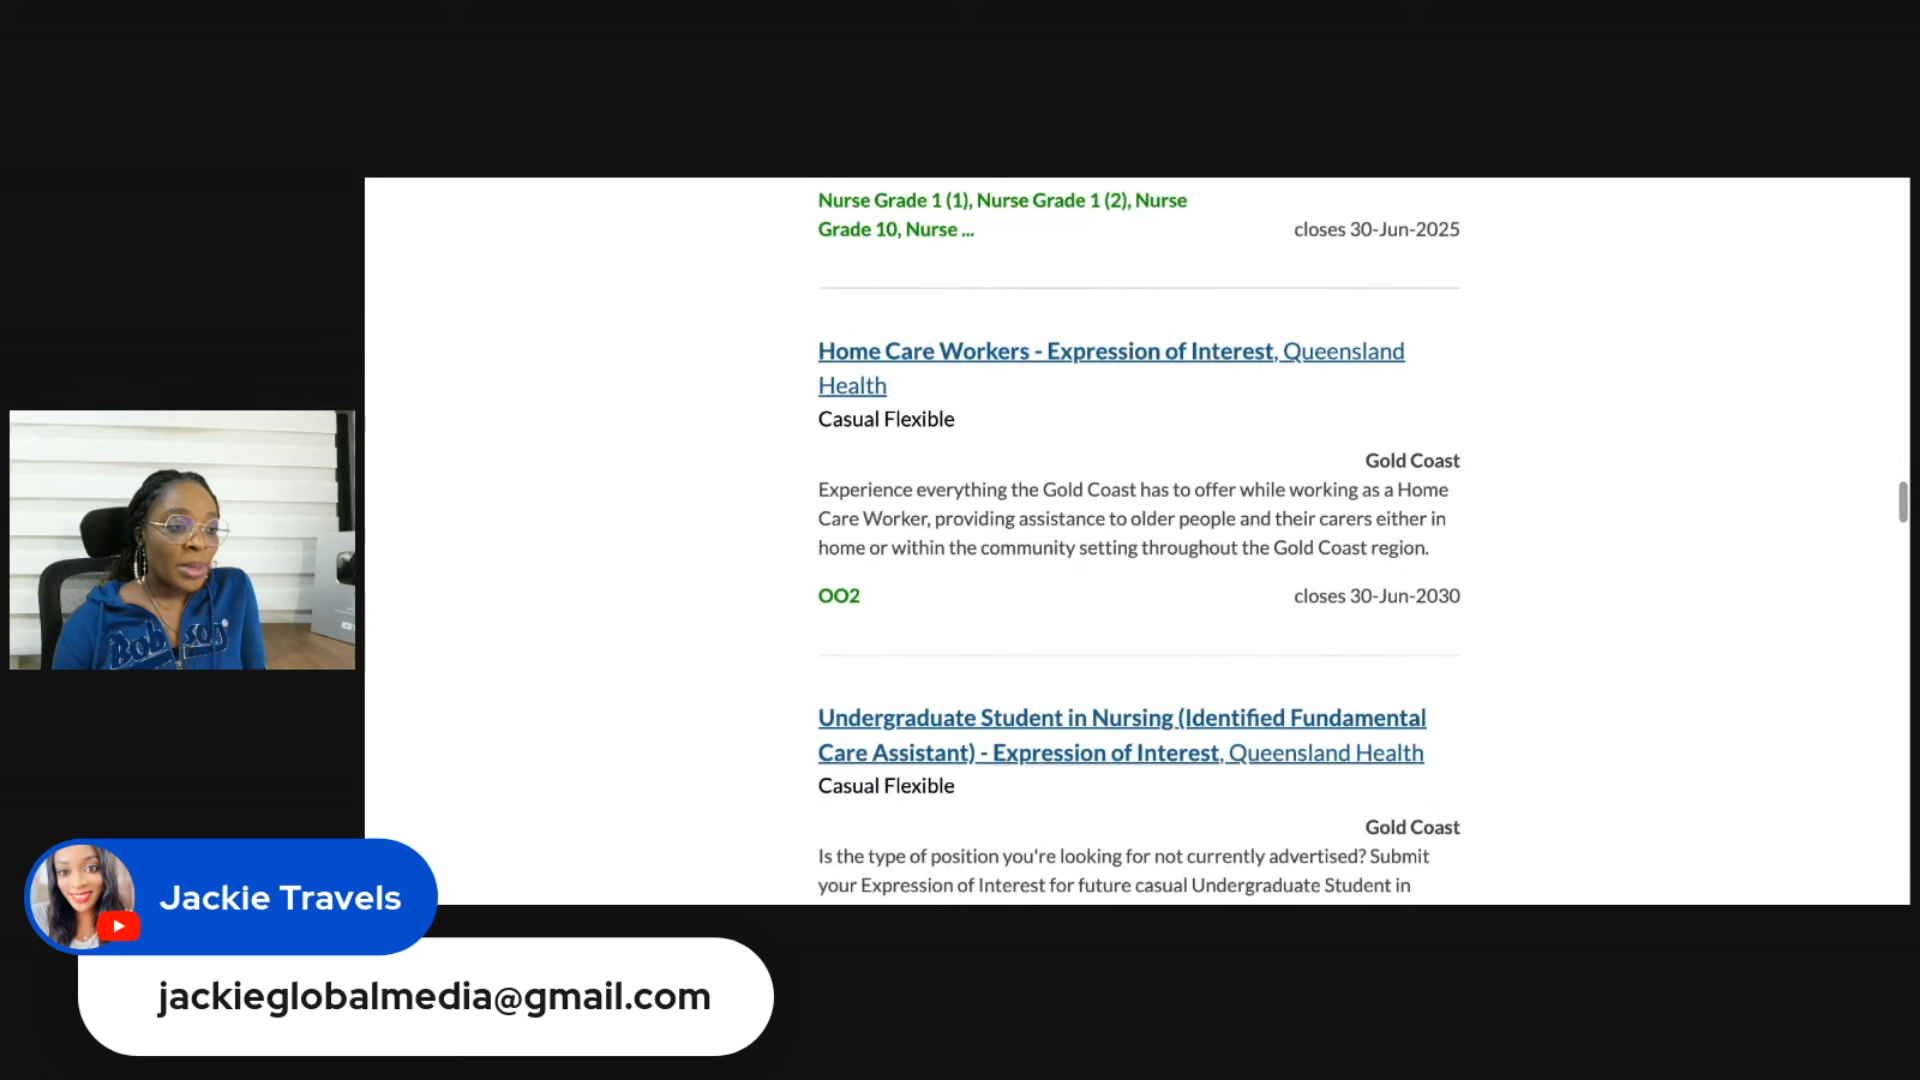 Nurse Grade 1 (1), Nurse Grade 1 (2), Nurse
Grade 10, Nurse ...
closes 30-Jun-2025
Home Care Workers - Expression of Interest, Queensland
Health
Casual Flexible
Gold Coast
Experience everything the Gold Coast has to offer while working as a Home
Care Worker, providing assistance to older people and their carers either in
home or within the community setting throughout the Gold Coast region.
OO2
closes 30-Jun-2030
Undergraduate Student in Nursing (Identified Fundamental
Care Assistant) - Expression of Interest, Queensland Health
Casual Flexible
Gold Coast
Is the type of position you're looking for not currently advertised? Submit
your Expression of Interest for future casual Undergraduate Student in
Jackie Travels
jackieglobalmedia@gmail.com